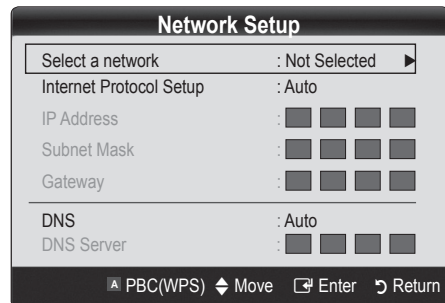 Network Setup
Select a network : Not Selected ▶
Internet Protocol Setup : Auto
IP Address :
Subnet Mask :
Gateway :
DNS : Auto
DNS Server :
A PBC(WPS) Move Enter Return